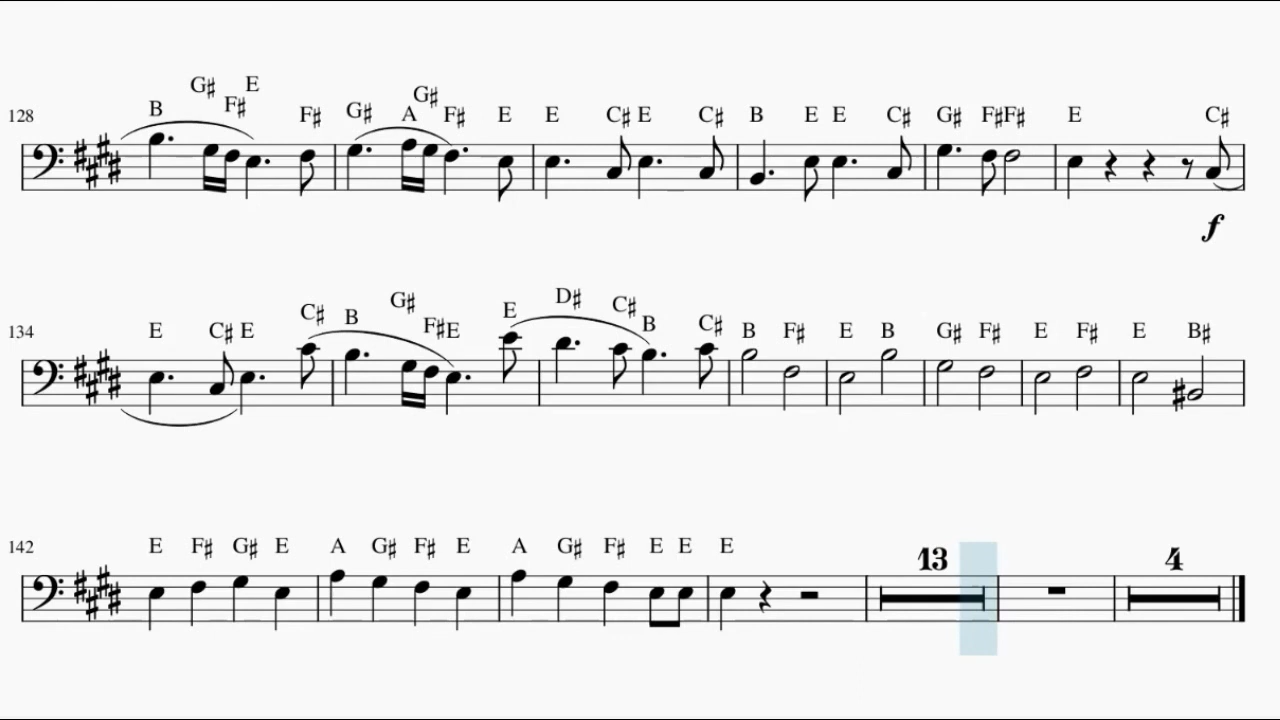 B G♯ F♯ E F♯ G♯ A G♯ F♯ E E C♯ E C♯ B E E C♯ G♯ F♯ F♯ E C♯
128
f
E C♯ E C♯ B G♯ F♯ E E D♯ C♯ B C♯ B F♯ E B G♯ F♯ E F♯ E B♯
134
E F♯ G♯ E A G♯ F♯ E A G♯ F♯ E E E
142
13 4